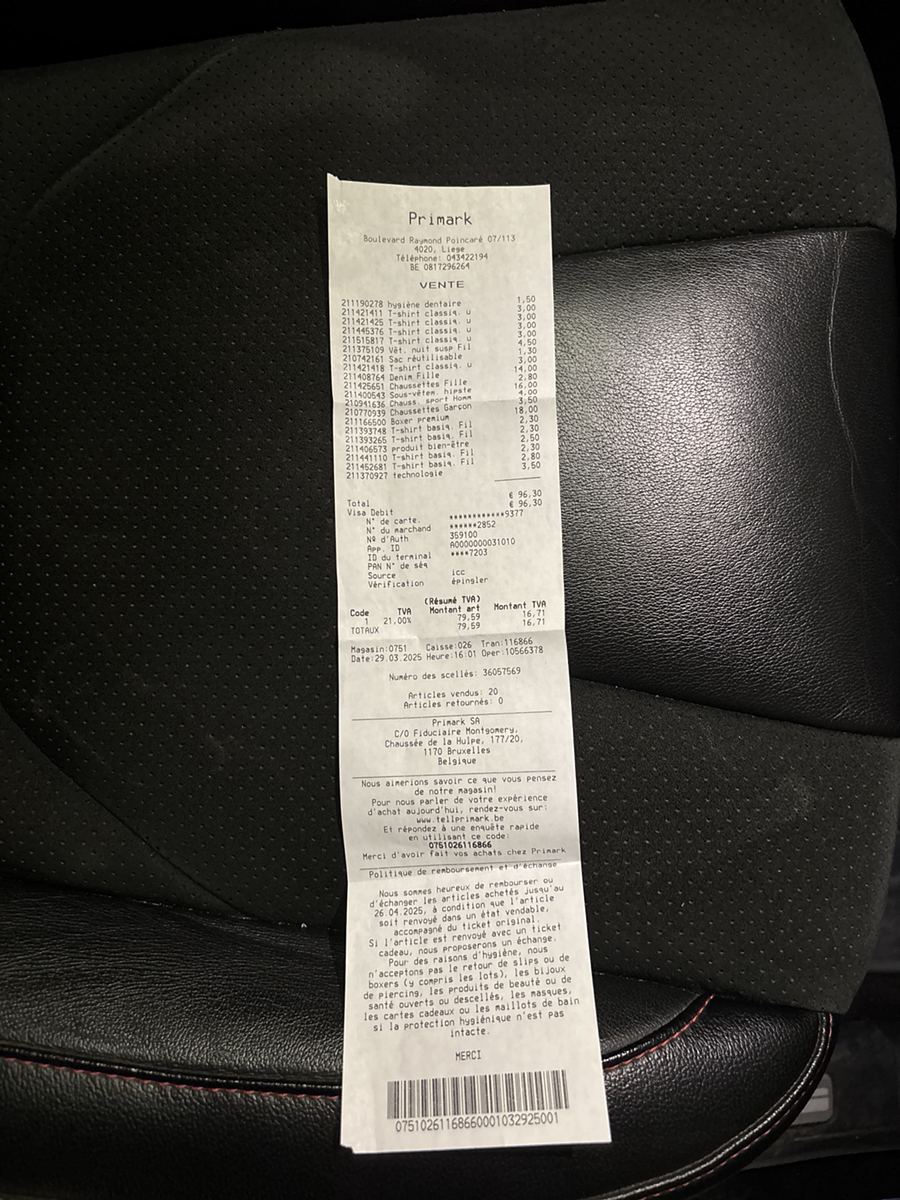 Primark
Boulevard Raymond Poincaré 07/113
4020, Liege
Téléphone: 043422194
BE 0817296264
VENTE
211190278 hygiène dentaire 1,50
211421411 T-shirt classiq. u 3,00
211421425 T-shirt classiq. u 3,00
211445376 T-shirt classiq. u 3,00
211515817 T-shirt classiq. u 3,00
211375109 Vêt. nuit susp Fil 4,50
210742161 Sac réutilisable 1,30
211421418 T-shirt classiq. u 3,00
211408764 Denim Fille 14,00
211425651 Chaussettes Fille 2,80
211400543 Sous-vêtem. hipste 16,00
210941636 Chauss. sport Homm 4,00
210770939 Chaussettes Garcon 3,50
211166500 Boxer premium 18,00
211393748 T-shirt basiq. Fil 2,30
211393265 T-shirt basiq. Fil 2,30
211406573 produit bien-être 2,50
211441110 T-shirt basiq. Fil 2,30
211452681 T-shirt basiq. Fil 2,80
211370927 technologie 3,50
Total € 96,30
Visa Debit € 96,30
N° de carte. ************9377
N° du marchand ******2852
Nº d'Auth 359100
App. ID A0000000031010
ID du terminal ****7203
PAN N° de séq
Source icc
Vérification épingler
(Résumé TVA)
Code TVA Montant art Montant TVA
1 21,00% 79,59 16,71
TOTAUX 79,59 16,71
Magasin:0751 Caisse:026 Tran:116866
Date:29.03.2025 Heure:16:01 Oper:10566378
Numéro des scellés: 36057569
Articles vendus: 20
Articles retournés: 0
Primark SA
C/O Fiduciaire Montgomery,
Chaussée de la Hulpe, 177/20,
1170 Bruxelles
Belgique
Nous aimerions savoir ce que vous pensez
de notre magasin!
Pour nous parler de votre expérience
d'achat aujourd'hui, rendez-vous sur:
www.tellprimark.be
Et répondez à une enquête rapide
en utilisant ce code:
0751026116866
Merci d'avoir fait vos achats chez Primark
Politique de remboursement et d'échange
Nous sommes heureux de rembourser ou
d'échanger les articles achetés jusqu'au
26.04.2025, à condition que l'article
soit renvoyé dans un état vendable,
accompagné du ticket original.
Si l'article est renvoyé avec un ticket
cadeau, nous proposerons un échange.
Pour des raisons d'hygiène, nous
n'acceptons pas le retour de slips ou de
boxers (y compris les lots), les bijoux
de piercing, les produits de beauté ou de
santé ouverts ou descellés, les masques,
les cartes cadeaux ou les maillots de bain
si la protection hygiénique n'est pas
intacte.
MERCI
075102611686600010​32925001